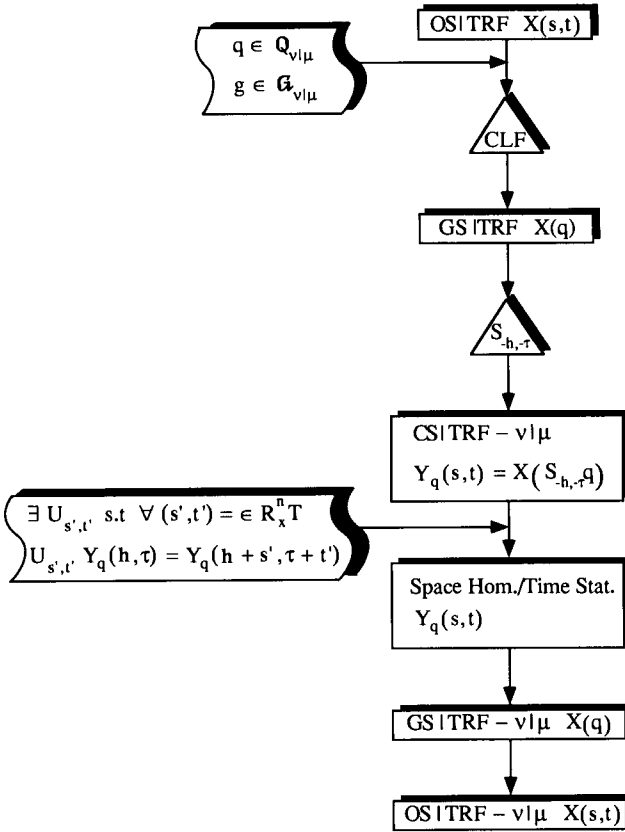 OS|TRF X(s,t)
q ∈ ℚ_{ν|μ}
g ∈ 𝔾_{ν|μ}
CLF
GS|TRF X(q)
S_{-h,-τ}
CS|TRF – ν|μ
Y_q(s,t) = X(S_{-h,-τ}q)
∃ U_{s',t'} s.t ∀ (s',t') = ∈ R^n_x T
U_{s',t'} Y_q(h,τ) = Y_q(h + s',τ + t')
Space Hom./Time Stat.
Y_q(s,t)
GS|TRF – ν|μ X(q)
OS|TRF – ν|μ X(s,t)